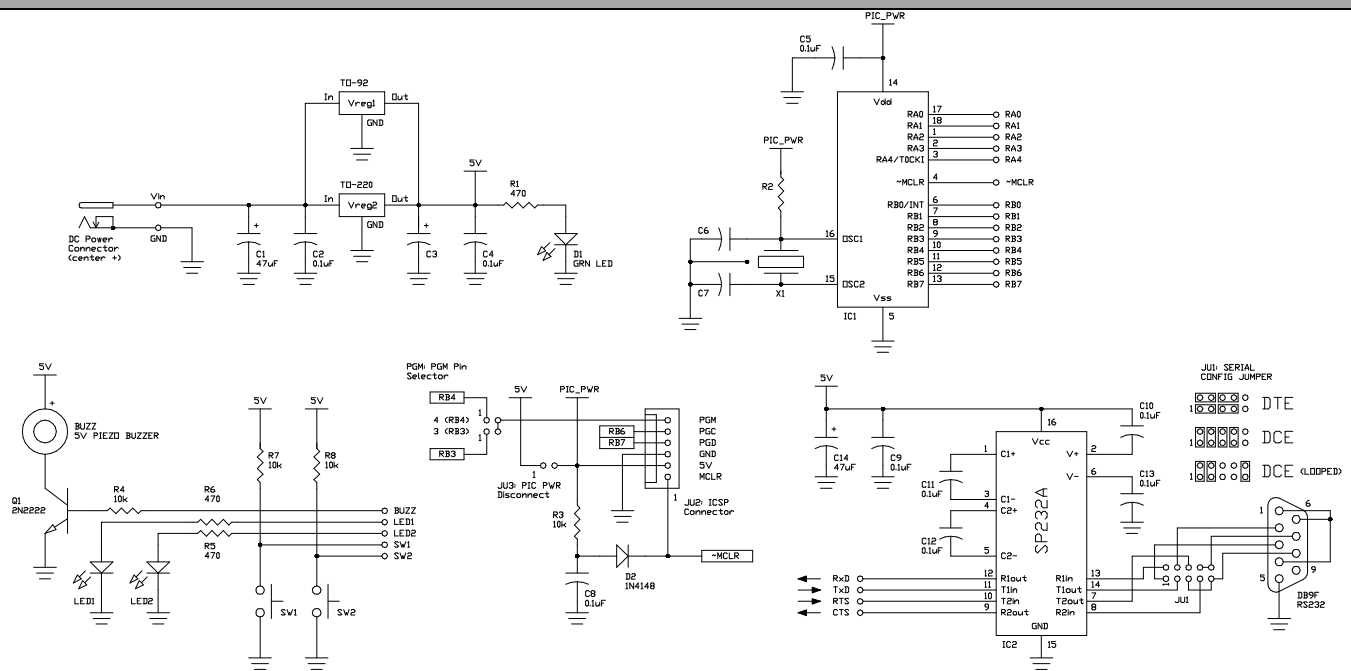 PIC_PWR
C5
0.1uF
14
Vdd
RA0 17 RA0
RA1 18 RA1
RA2 1 RA2
RA3 2 RA3
RA4/T0CKI 3 RA4
~MCLR 4 ~MCLR
RB0/INT 6 RB0
RB1 7 RB1
RB2 8 RB2
RB3 9 RB3
RB4 10 RB4
RB5 11 RB5
RB6 12 RB6
RB7 13 RB7
PIC_PWR
R2
C6
16 OSC1
C7
X1
15 OSC2
Vss
IC1
5
TO-92
In Vreg1 Out
GND
TO-220
In Vreg2 Out
GND
Vin
GND
DC Power
Connector
(center +)
+
C1
47uF
C2
0.1uF
+
C3
5V
C4
0.1uF
R1
470
D1
GRN LED
5V
+
BUZZ
5V PIEZO BUZZER
Q1
2N2222
R4
10k
R6
470
R5
470
LED1
LED2
5V
R7
10k
5V
R8
10k
BUZZ
LED1
LED2
SW1
SW2
SW1
SW2
PGM: PGM Pin
Selector
RB4
4 (RB4) 1
3 (RB3) 1
RB3
5V
PIC_PWR
1
JU3: PIC PWR
Disconnect
RB6
RB7
PGM
PGC
PGD
GND
5V
MCLR
1
JU2: ICSP
Connector
R3
10k
D2
1N4148
~MCLR
C8
0.1uF
5V
+
C14
47uF
C9
0.1uF
C10
0.1uF
16
Vcc
1 C1+
C11
0.1uF
3 C1-
4 C2+
C12
0.1uF
5 C2-
V+ 2
V- 6
C13
0.1uF
SP232A
RxD 12 R1out
TxD 11 T1in
RTS 10 T2in
CTS 9 R2out
R1in 13
T1out 14
T2out 7
R2in 8
GND
IC2
15
1
JU1
JU1: SERIAL
CONFIG JUMPER
1 DTE
1 DCE
1 DCE (LOOPED)
1
6
5
9
DB9F
RS232